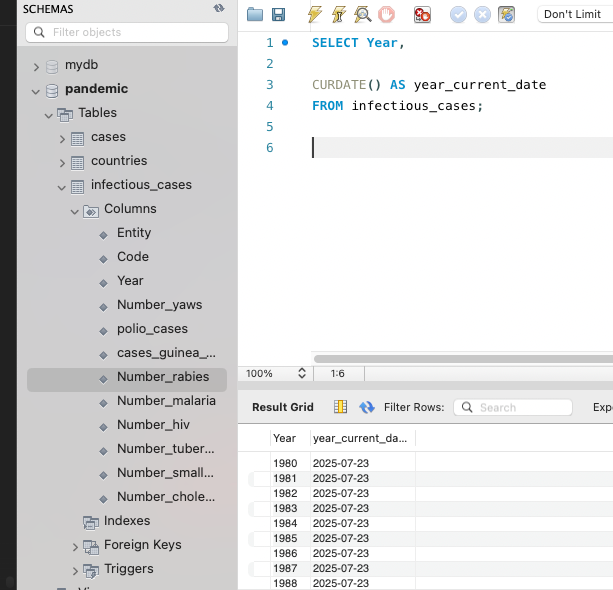 SCHEMAS
Filter objects
mydb
pandemic
Tables
cases
countries
infectious_cases
Columns
Entity
Code
Year
Number_yaws
polio_cases
cases_guinea_...
Number_rabies
Number_malaria
Number_hiv
Number_tuber...
Number_small...
Number_chole...
Indexes
Foreign Keys
Triggers
Don't Limit
1 SELECT Year,
2
3 CURDATE() AS year_current_date
4 FROM infectious_cases;
5
6
100% 1:6
Result Grid Filter Rows: Search Expo
Year year_current_da...
1980 2025-07-23
1981 2025-07-23
1982 2025-07-23
1983 2025-07-23
1984 2025-07-23
1985 2025-07-23
1986 2025-07-23
1987 2025-07-23
1988 2025-07-23